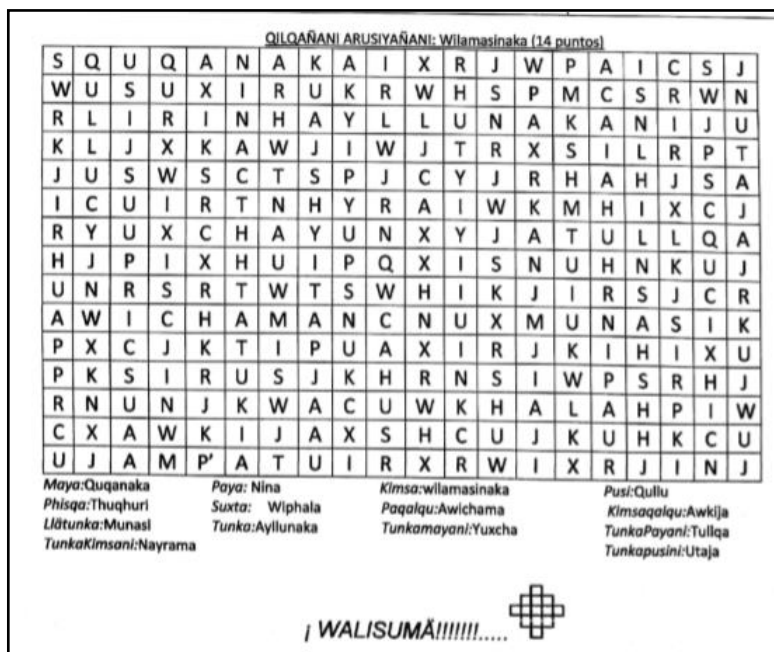 QILQAÑANI ARUSIYAÑANI: Wilamasinaka (14 puntos)
S Q U Q A N A K A I X R J W P A I C S J
W U S U X I R U K R W H S P M C S R W N
R L I R I N H A Y L L U N A K A N I J U
K L J X K A W J I W J T R X S I L R P T
J U S W S C T S P J C Y J R H A H J S A
I C U I R T N H Y R A I W K M H I X C J
R Y U X C H A Y U N X Y J A T U L L Q A
H J P I X H U I P Q X I S N U H N K U J
U N R S R T W T S W H I K J I R S J C R
A W I C H A M A N C N U X M U N A S I K
P X C J K T I P U A X I R J K I H I X U
P K S I R U S J K H R N S I W P S R H J
R N U N J K W A C U W K H A L A H P I W
C X A W K I J A X S H C U J K U H K C U
U J A M P' A T U I R X R W I X R J I N J
Maya:Quqanaka Paya: Nina Kimsa:wilamasinaka Pusi:Qullu
Phisqa:Thuqhuri Suxta: Wiphala Paqalqu:Awichama Kimsaqalqu:Awkija
Llätunka:Munasi Tunka:Ayllunaka Tunkamayani:Yuxcha TunkaPayani:Tullqa
TunkaKimsani:Nayrama Tunkapusini:Utaja
¡ WALISUMÄ!!!!!!!.....